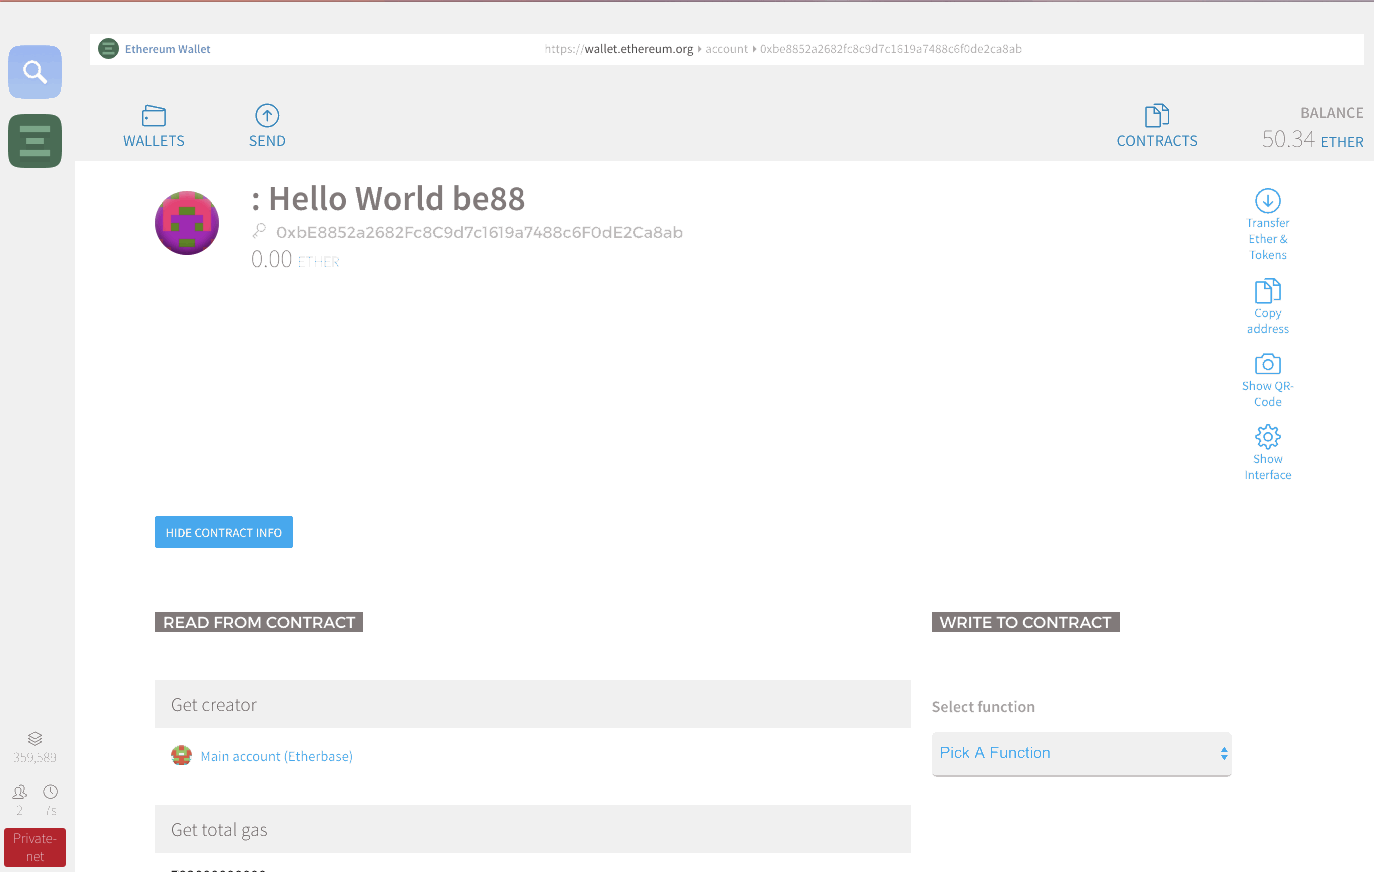 Ethereum Wallet
https://wallet.ethereum.org ▸ account ▸ 0xbe8852a2682fc8c9d7c1619a7488c6f0de2ca8ab
WALLETS
SEND
CONTRACTS
BALANCE
50.34 ETHER
: Hello World be88
0xbE8852a2682Fc8C9d7c1619a7488c6F0dE2Ca8ab
0.00 ETHER
Transfer
Ether &
Tokens
Copy
address
Show QR-
Code
Show
Interface
HIDE CONTRACT INFO
READ FROM CONTRACT
WRITE TO CONTRACT
Get creator
Main account (Etherbase)
Select function
Pick A Function
Get total gas
359,589
2
Private-
net